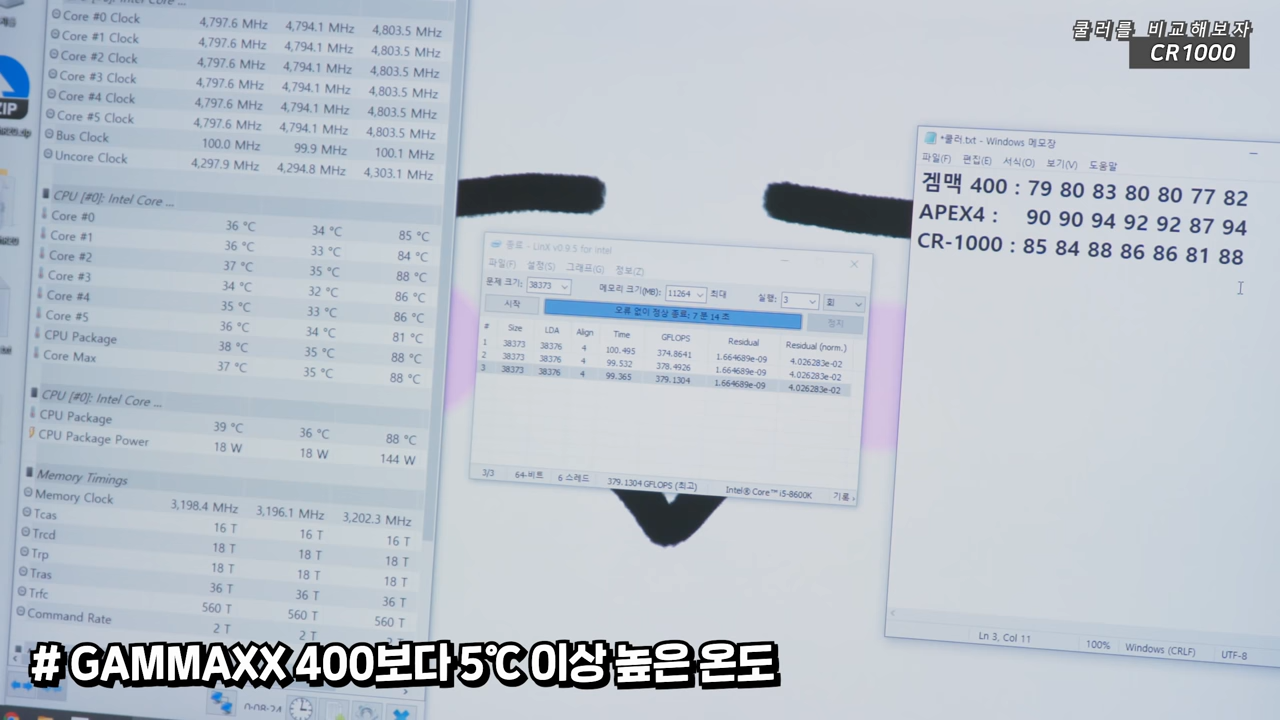 쿨러를 비교해보자
CR1000
Core #0 Clock 4,797.6 MHz 4,794.1 MHz 4,803.5 MHz
Core #1 Clock 4,797.6 MHz 4,794.1 MHz 4,803.5 MHz
Core #2 Clock 4,797.6 MHz 4,794.1 MHz 4,803.5 MHz
Core #3 Clock 4,797.6 MHz 4,794.1 MHz 4,803.5 MHz
Core #4 Clock 4,797.6 MHz 4,794.1 MHz 4,803.5 MHz
Core #5 Clock 4,797.6 MHz 4,794.1 MHz 4,803.5 MHz
Bus Clock 100.0 MHz 99.9 MHz 100.1 MHz
Uncore Clock 4,297.9 MHz 4,294.8 MHz 4,303.1 MHz
CPU [#0]: Intel Core ...
Core #0 36 °C 34 °C 85 °C
Core #1 36 °C 33 °C 84 °C
Core #2 37 °C 35 °C 88 °C
Core #3 34 °C 32 °C 86 °C
Core #4 35 °C 33 °C 86 °C
Core #5 36 °C 34 °C 81 °C
CPU Package 38 °C 35 °C 88 °C
Core Max 37 °C 35 °C 88 °C
CPU [#0]: Intel Core ...
CPU Package 39 °C 36 °C 88 °C
CPU Package Power 18 W 18 W 144 W
Memory Timings
Memory Clock 3,198.4 MHz 3,196.1 MHz 3,202.3 MHz
Tcas 16 T 16 T 16 T
Trcd 18 T 18 T 18 T
Trp 18 T 18 T 18 T
Tras 36 T 36 T 36 T
Trfc 560 T 560 T 560 T
Command Rate 2 T 2 T 2 T
종료 - LinX v0.9.5 for Intel
파일(F) 설정(S) 그래프(G) 정보(Z)
문제 크기: 38373 메모리 크기(MB): 11264 최대 실행: 3 회
시작 오류 없이 정상 종료: 7 분 14 초 정지
# Size LDA Align Time GFLOPS Residual Residual (norm.)
1 38373 38376 4 100.495 374.8641 1.664689e-09 4.026283e-02
2 38373 38376 4 99.532 378.4926 1.664689e-09 4.026283e-02
3 38373 38376 4 99.365 379.1304 1.664689e-09 4.026283e-02
3/3 64-비트 6 스레드 379.1304 GFLOPS (최고) Intel® Core™ i5-8600K 기록 ›
*쿨러.txt - Windows 메모장
파일(F) 편집(E) 서식(O) 보기(V) 도움말
겜맥 400 : 79 80 83 80 80 77 82
APEX4 : 90 90 94 92 92 87 94
CR-1000 : 85 84 88 86 86 81 88
Ln 3, Col 11 100% Windows (CRLF) UTF-8
# GAMMAXX 400보다 5℃ 이상 높은 온도